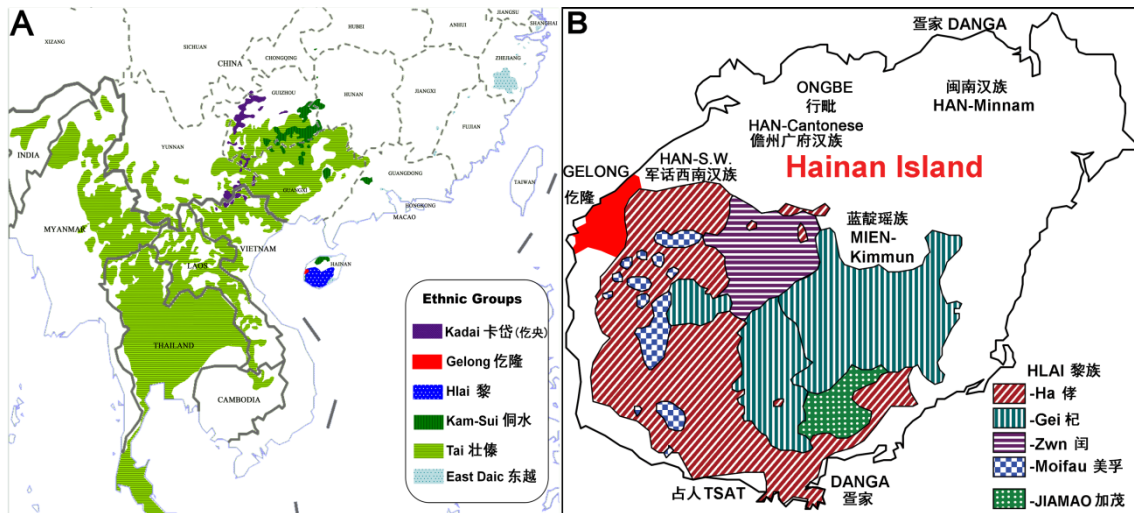 A
XIZANG
SICHUAN
CHINA
CHONGQING
HUBEI
ANHUI
JIANGSU
SHANGHAI
ZHEJIANG
GUIZHOU
HUNAN
JIANGXI
FUJIAN
YUNNAN
GUANGXI
GUANGDONG
HONGKONG
MACAO
TAIWAN
INDIA
MYANMAR
VIETNAM
LAOS
HAINAN
THAILAND
CAMBODIA
Ethnic Groups
Kadai 卡岱(仡央)
Gelong 仡隆
Hlai 黎
Kam-Sui 侗水
Tai 壮傣
East Daic 东越
B
疍家 DANGA
ONGBE
行毗
闽南汉族
HAN-Minnam
HAN-Cantonese
儋州广府汉族
Hainan Island
HAN-S.W.
军话西南汉族
GELONG
仡隆
蓝靛瑶族
MIEN-
Kimmun
HLAI 黎族
-Ha 侾
-Gei 杞
-Zwn 闰
-Moifau 美孚
-JIAMAO 加茂
占人 TSAT
DANGA
疍家